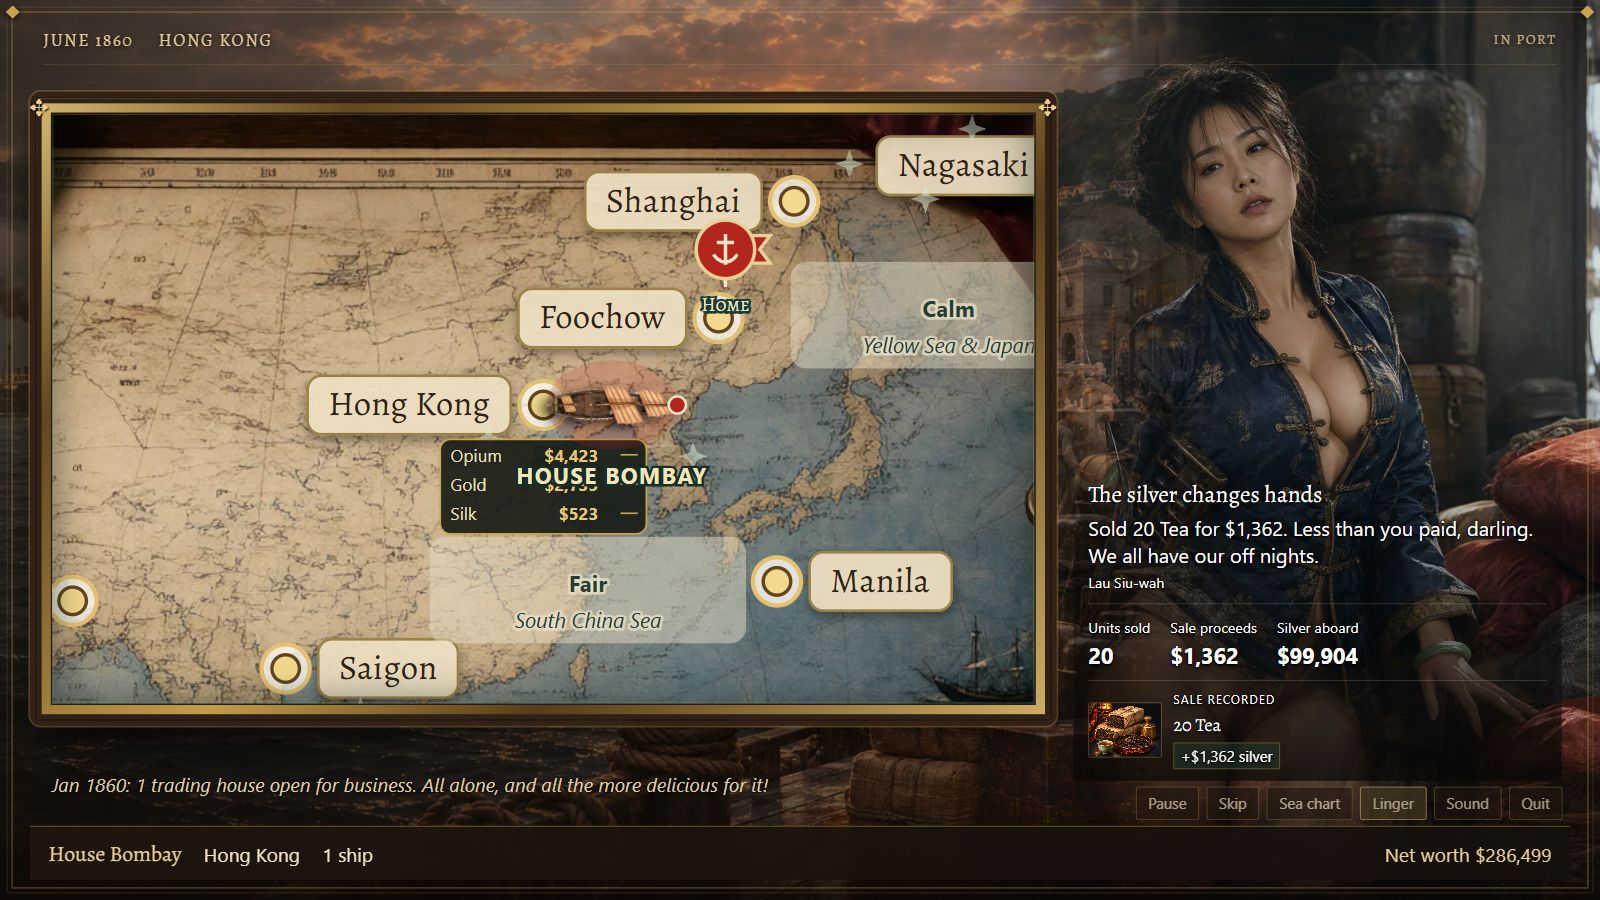 JUNE 1860 HONG KONG
IN PORT
Nagasaki
Shanghai
HOME
Foochow
Calm
Yellow Sea & Japan
Hong Kong
Opium $4,423 —
HOUSE BOMBAY
Gold
Silk $523 —
Fair
South China Sea
Manila
Saigon
The silver changes hands
Sold 20 Tea for $1,362. Less than you paid, darling.
We all have our off nights.
Lau Siu-wah
Units sold Sale proceeds Silver aboard
20 $1,362 $99,904
SALE RECORDED
20 Tea
+$1,362 silver
Jan 1860: 1 trading house open for business. All alone, and all the more delicious for it!
Pause Skip Sea chart Linger Sound Quit
House Bombay Hong Kong 1 ship
Net worth $286,499